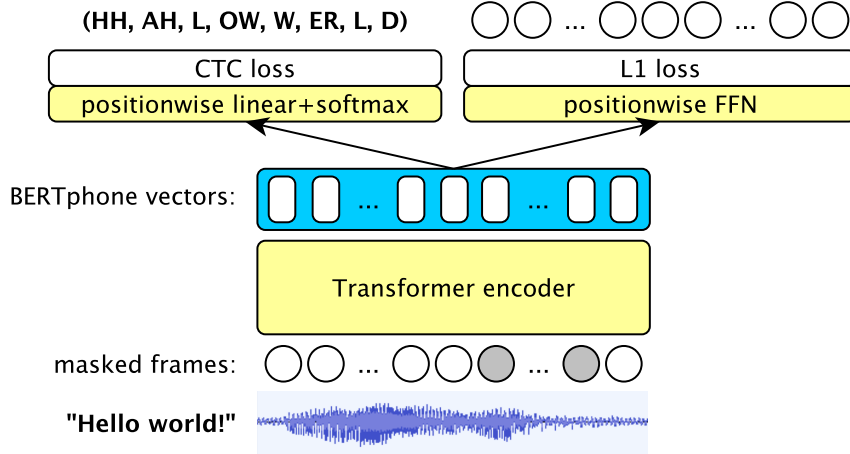 (HH, AH, L, OW, W, ER, L, D)
...
...
CTC loss
L1 loss
positionwise linear+softmax
positionwise FFN
BERTphone vectors:
...
...
Transformer encoder
masked frames:
...
...
"Hello world!"